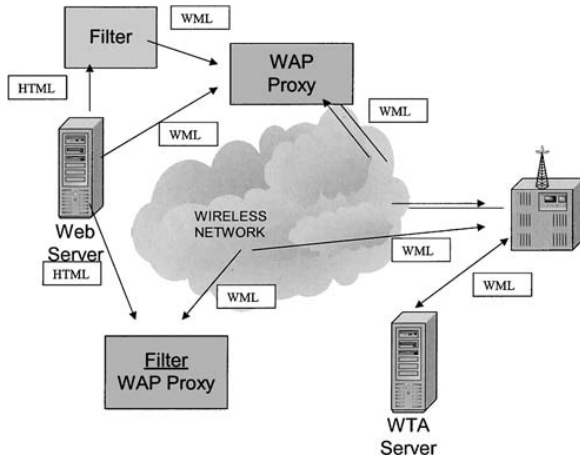 WML
Filter
WAP
Proxy
HTML
WML
WML
WIRELESS
NETWORK
Web
Server
HTML
WML
WML
WML
Filter
WAP Proxy
WTA
Server